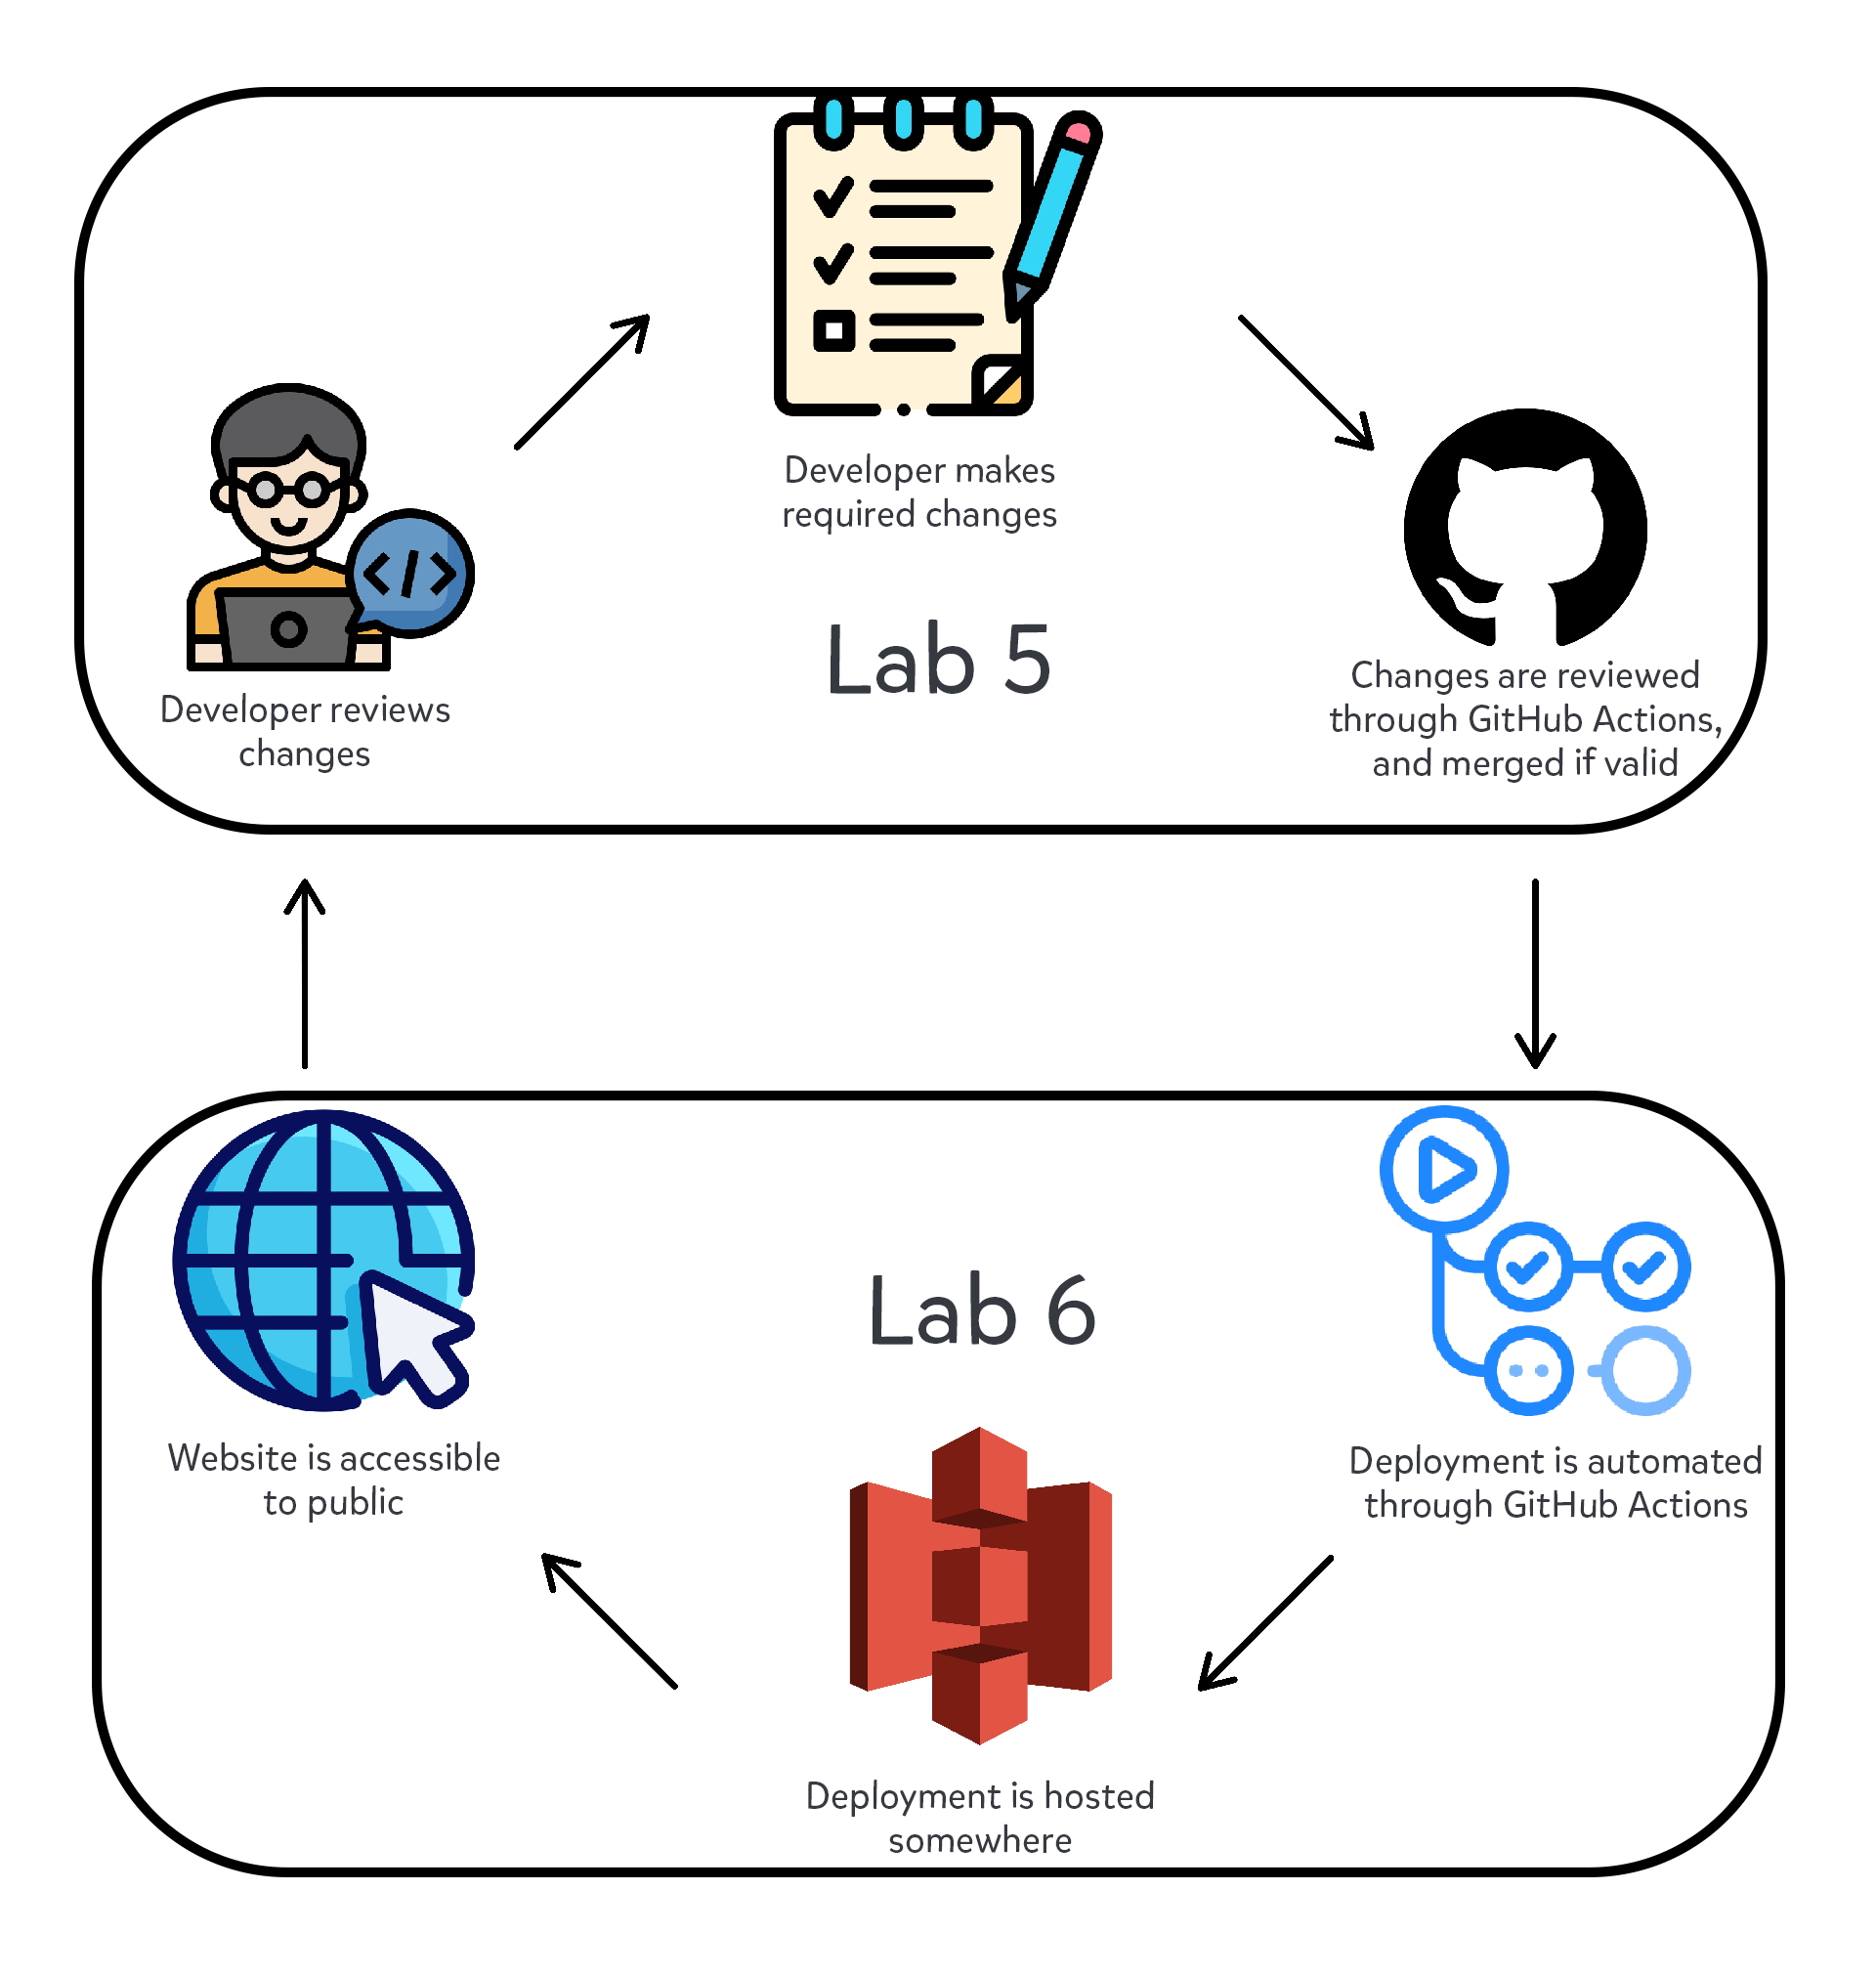 Developer makes
required changes
Developer reviews
changes
Lab 5
Changes are reviewed
through GitHub Actions,
and merged if valid
Lab 6
Website is accessible
to public
Deployment is automated
through GitHub Actions
Deployment is hosted
somewhere